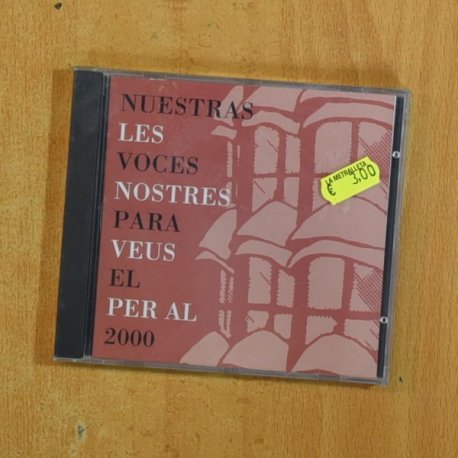 NUESTRAS
LES
VOCES
NOSTRES
PARA
VEUS
EL
PER AL
2000
LA METRALLETA
€ 3,00